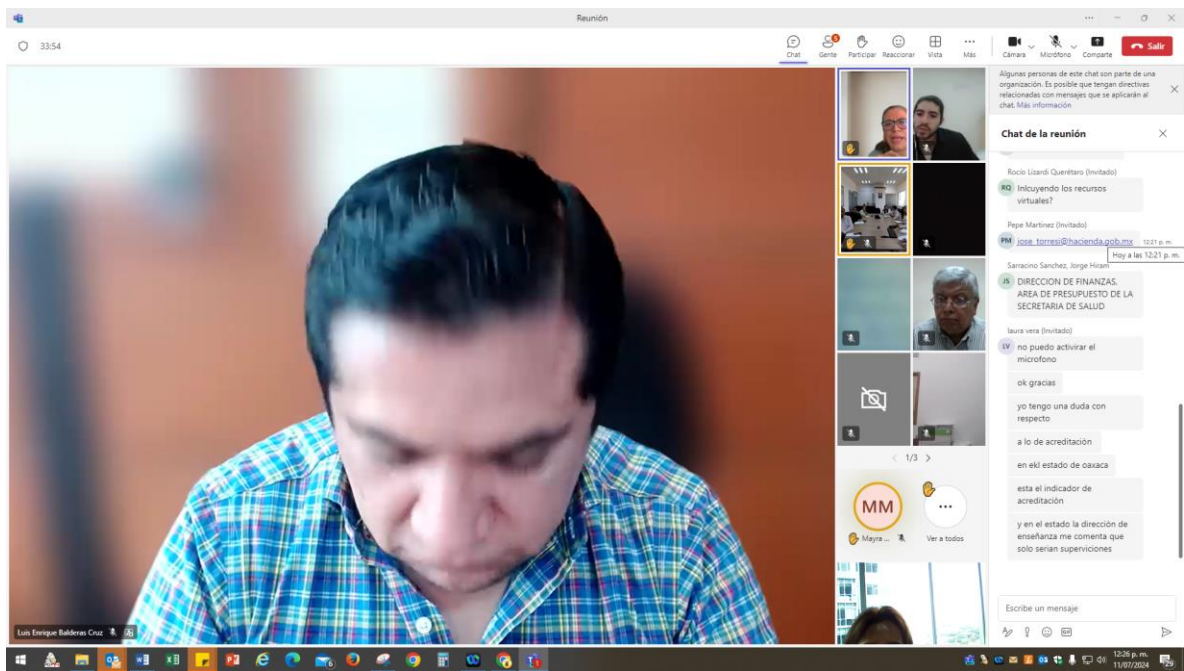 Reunión
33:54
Chat
Gente
5
Participar
Reaccionar
Vista
Más
Cámara
Micrófono
Comparte
Salir
Algunas personas de este chat son parte de una
organización. Es posible que tengan directivas
relacionadas con mensajes que se aplicarán al
chat. Más información
Chat de la reunión
Rocío Lizardi Querétaro (Invitado)
RQ
Inlcuyendo los recursos
virtuales?
Pepe Martinez (Invitado)
PM
jose_torresi@hacienda.gob.mx
12:21 p. m.
Hoy a las 12:21 p. m.
Sarracino Sanchez, Jorge Hiram
JS
DIRECCION DE FINANZAS.
AREA DE PRESUPUESTO DE LA
SECRETARIA DE SALUD
laura vera (Invitado)
LV
no puedo activirar el
microfono
ok gracias
yo tengo una duda con
respecto
a lo de acreditación
en ekl estado de oaxaca
esta el indicador de
acreditación
y en el estado la dirección de
enseñanza me comenta que
solo serian superviciones
1/3
MM
Mayra ...
Ver a todos
Luis Enrique Balderas Cruz
Escribe un mensaje
GIF
12:26 p. m.
11/07/2024